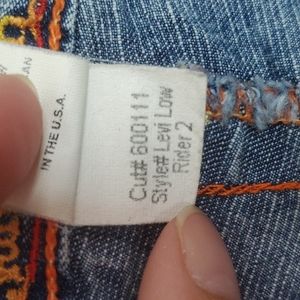 IN THE U.S.A.
Cut# 600111
Style# Levi Low
Rider 2